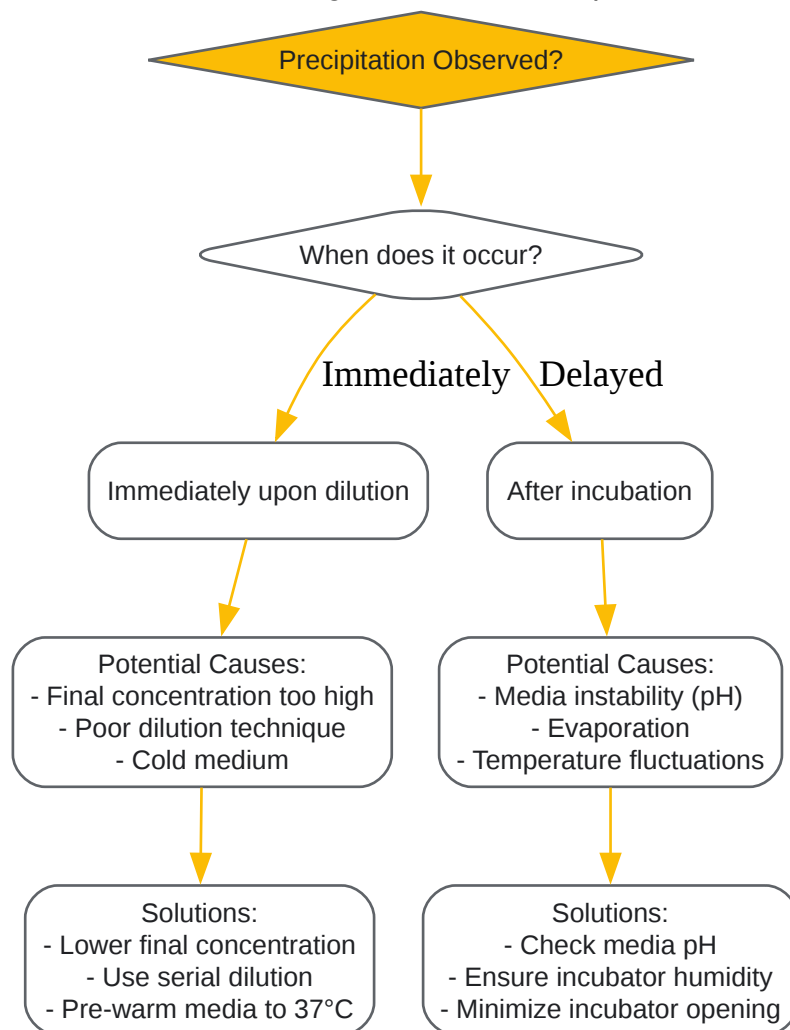 Precipitation Observed?
When does it occur?
Immediately
Delayed
Immediately upon dilution
After incubation
Potential Causes:
- Final concentration too high
- Poor dilution technique
- Cold medium
Potential Causes:
- Media instability (pH)
- Evaporation
- Temperature fluctuations
Solutions:
- Lower final concentration
- Use serial dilution
- Pre-warm media to 37°C
Solutions:
- Check media pH
- Ensure incubator humidity
- Minimize incubator opening